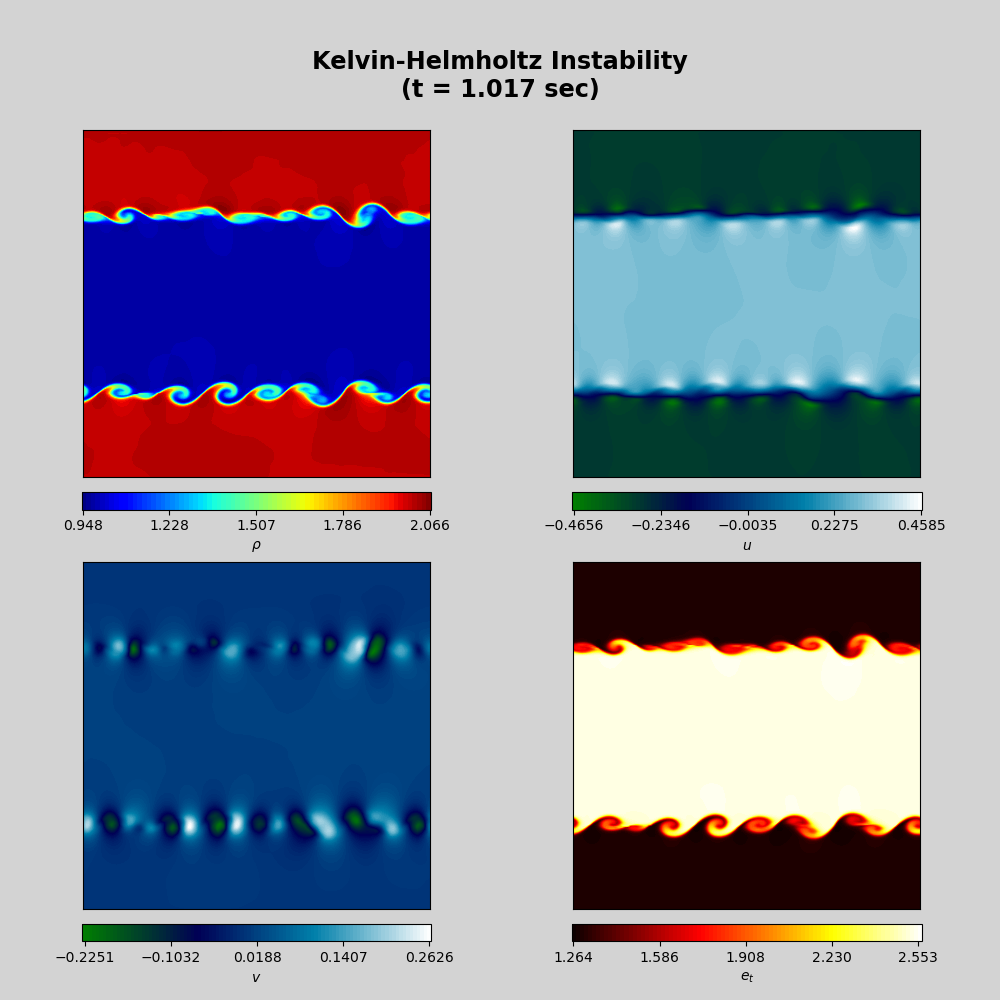 Kelvin-Helmholtz Instability
(t = 1.017 sec)
0.948 1.228 1.507 1.786 2.066
ρ
−0.4656 −0.2346 −0.0035 0.2275 0.4585
u
−0.2251 −0.1032 0.0188 0.1407 0.2626
v
1.264 1.586 1.908 2.230 2.553
eₜ